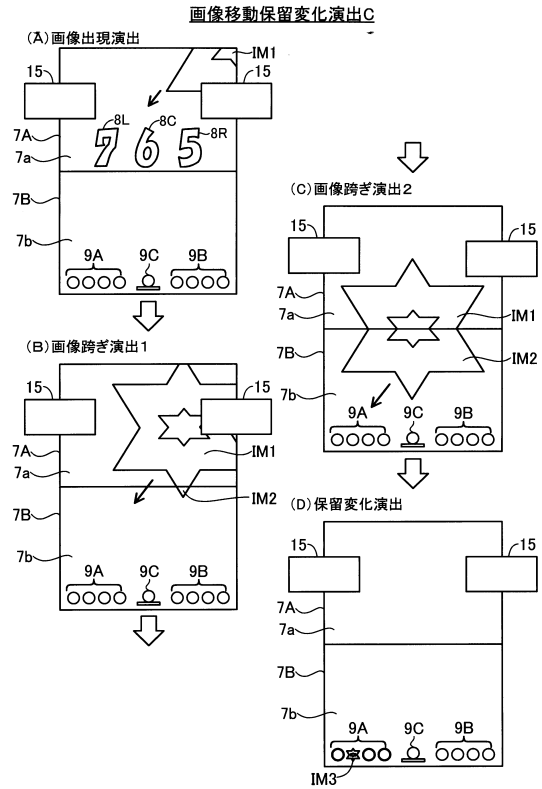 画像移動保留変化演出C
(A)画像出現演出
IM1
15
15
8L
8C
8R
7 6 5
7A
7a
7B
7b
9A
9C
9B
(B)画像跨ぎ演出1
15
15
7A
7a
IM1
IM2
7B
7b
9A
9C
9B
(C)画像跨ぎ演出2
15
15
7A
7a
IM1
7B
IM2
7b
9A
9C
9B
(D)保留変化演出
15
15
7A
7a
7B
7b
9A
9C
9B
IM3